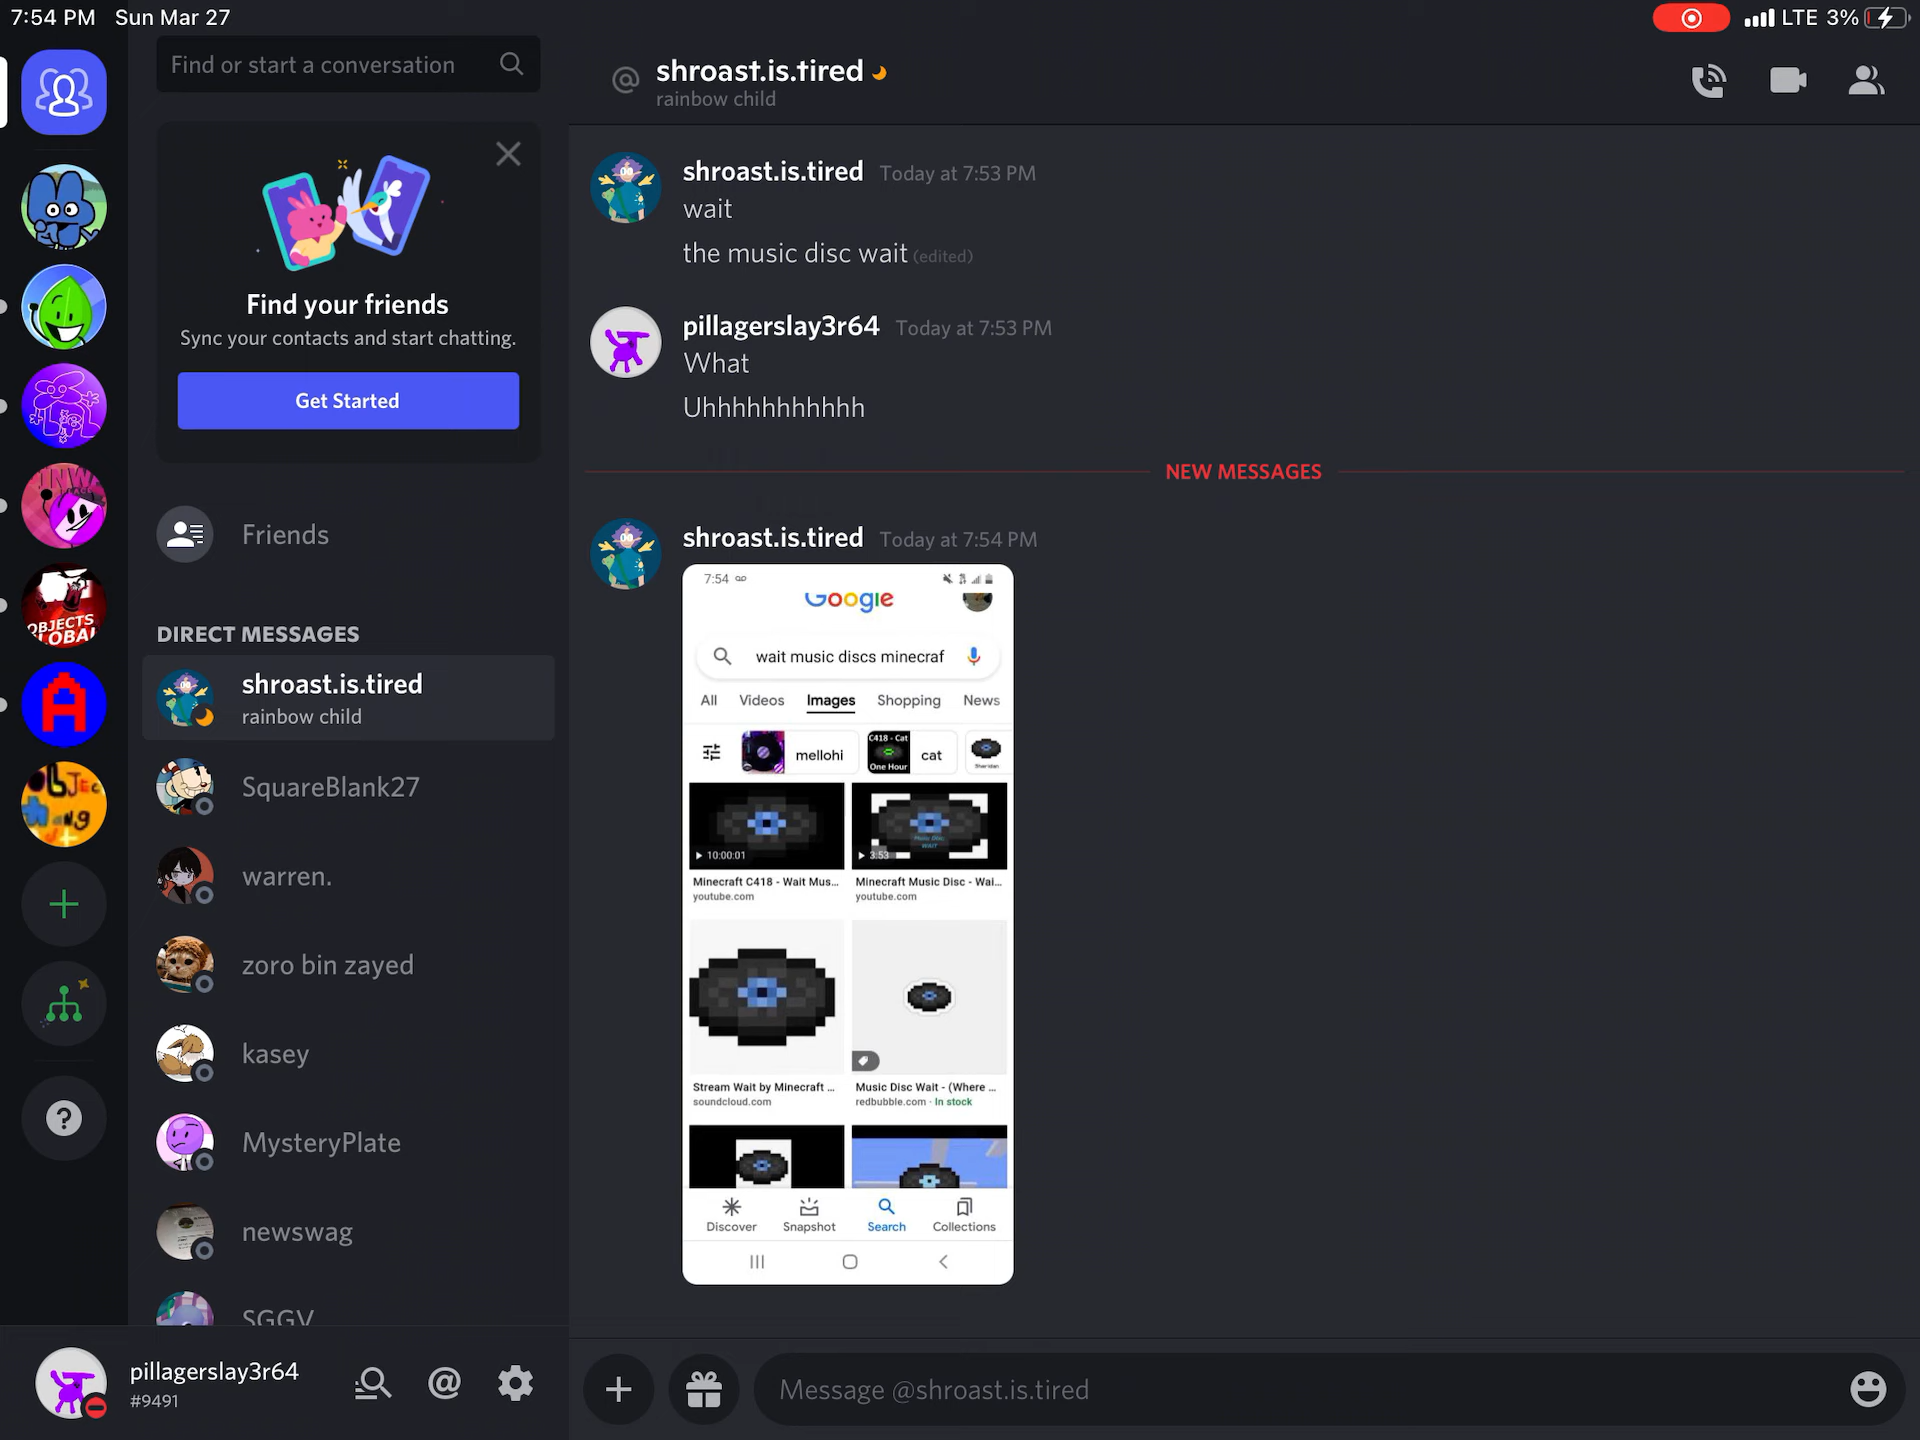 7:54 PM Sun Mar 27
LTE 3%
Find or start a conversation
Find your friends
Sync your contacts and start chatting.
Get Started
Friends
DIRECT MESSAGES
shroast.is.tired
rainbow child
SquareBlank27
warren.
zoro bin zayed
kasey
MysteryPlate
newswag
SGGV
pillagerslay3r64
#9491
shroast.is.tired
rainbow child
shroast.is.tired Today at 7:53 PM
wait
the music disc wait (edited)
pillagerslay3r64 Today at 7:53 PM
What
Uhhhhhhhhhhh
NEW MESSAGES
shroast.is.tired Today at 7:54 PM
7:54
Google
wait music discs minecraf
All Videos Images Shopping News
mellohi
C418 - Cat
One Hour
cat
10:00:01
3:53
Music Disc
WAIT
Minecraft C418 - Wait Mus...
youtube.com
Minecraft Music Disc - Wai...
youtube.com
Stream Wait by Minecraft ...
soundcloud.com
Music Disc Wait - (Where ...
redbubble.com · In stock
Discover Snapshot Search Collections
Message @shroast.is.tired
OBJECTS
A